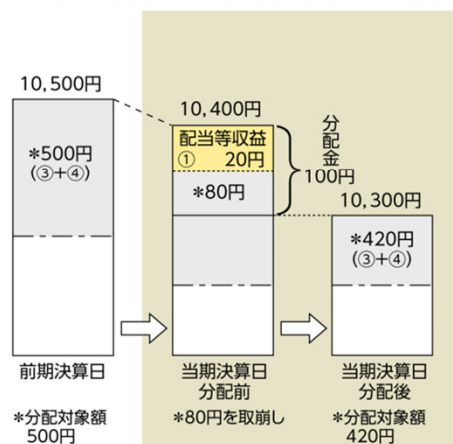 10,500円
*500円
(③+④)
前期決算日
*分配対象額
500円
10,400円
配当等収益
① 20円
*80円
分配金
100円
当期決算日
分配前
*80円を取崩し
10,300円
*420円
(③+④)
当期決算日
分配後
*分配対象額
420円